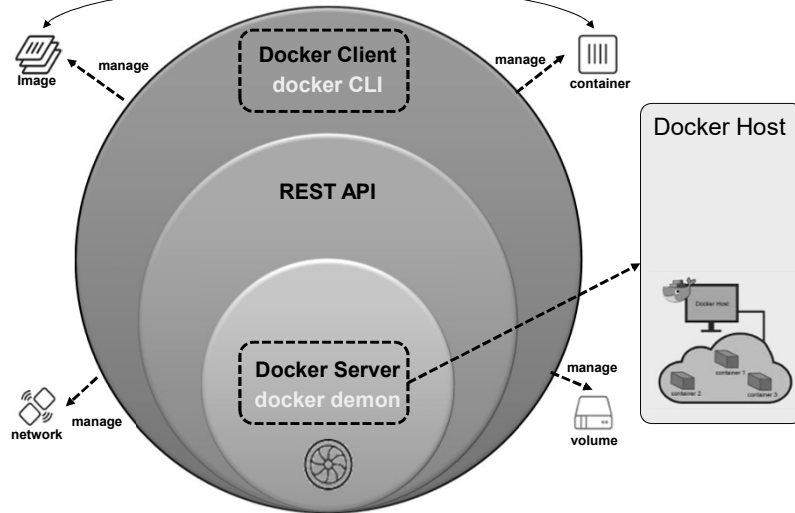 Docker Client
docker CLI
manage
Image
manage
container
Docker Host
REST API
Docker Host
container 1
container 2
container 3
Docker Server
docker demon
manage
network
manage
volume